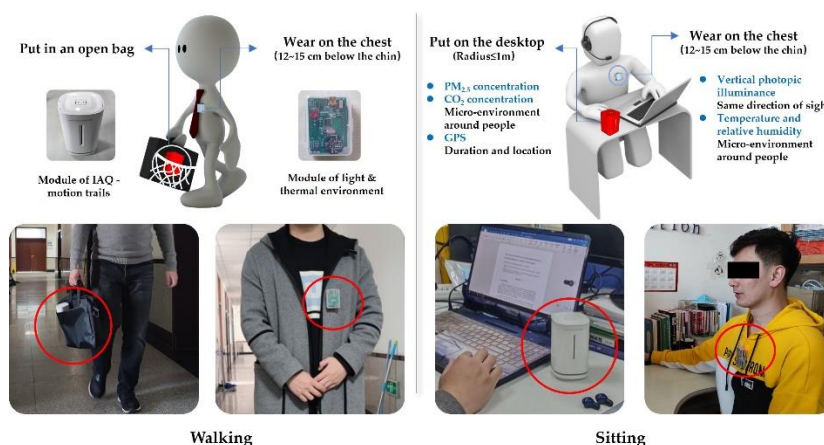 Put in an open bag
Wear on the chest
(12~15 cm below the chin)
Module of IAQ -
motion trails
Module of light &
thermal environment
Walking
Put on the desktop
(Radius≤1m)
PM2.5 concentration
CO2 concentration
Micro-environment
around people
GPS
Duration and location
Wear on the chest
(12~15 cm below the chin)
Vertical photopic
illuminance
Same direction of sigh
Temperature and
relative humidity
Micro-environment
around people
Sitting